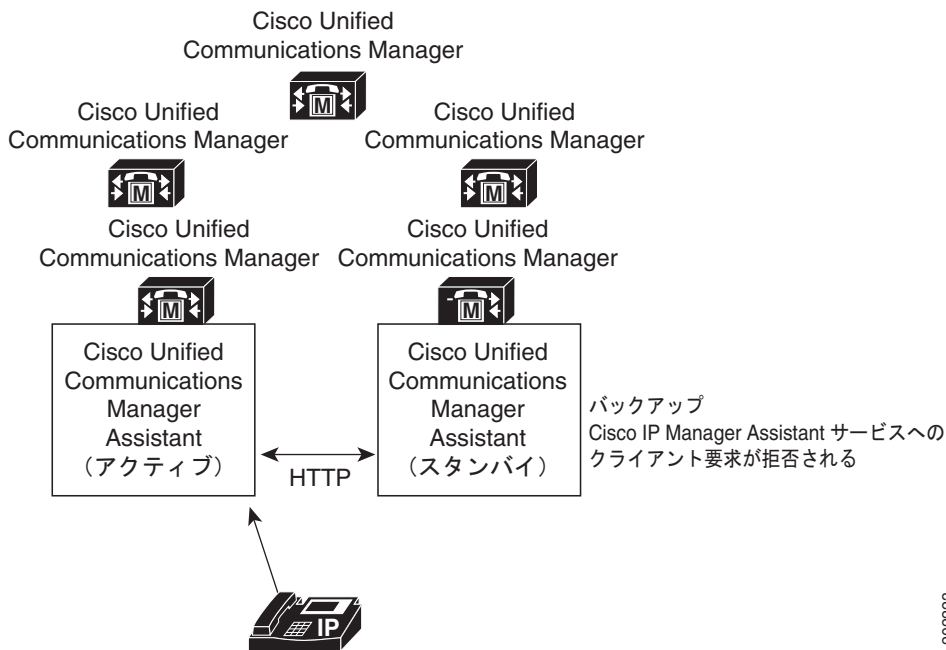 Cisco Unified
Communications Manager
M
Cisco Unified
Communications Manager
M
Cisco Unified
Communications Manager
M
Cisco Unified
Communications Manager
M
Cisco Unified
Communications Manager
M
Cisco Unified
Communications
Manager
Assistant
（アクティブ）
HTTP
Cisco Unified
Communications
Manager
Assistant
（スタンバイ）
バックアップ
Cisco IP Manager Assistant サービスへの
クライアント要求が拒否される
IP